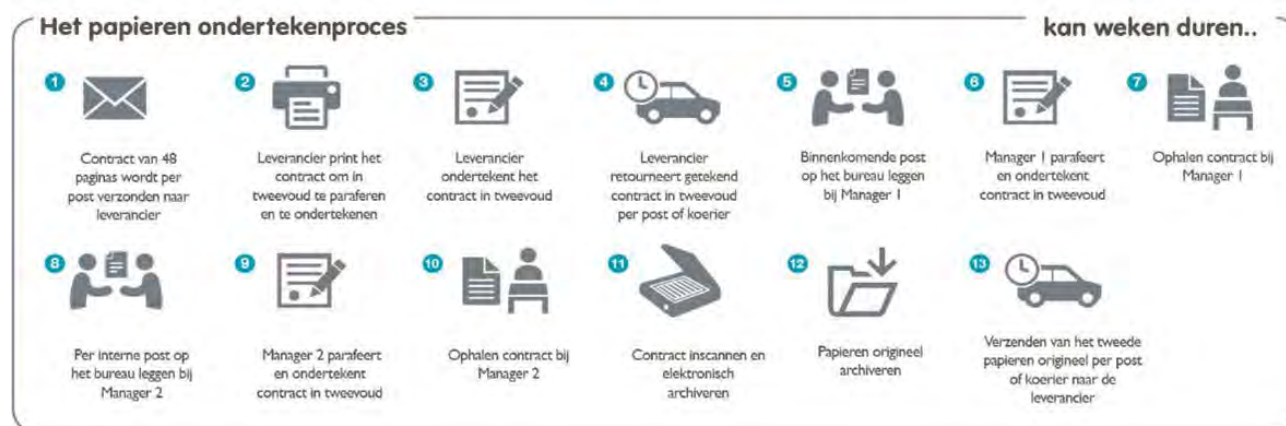 Het papieren ondertekenproces
kan weken duren..
1
Contract van 48
paginas wordt per
post verzonden naar
leverancier
2
Leverancier print het
contract om in
tweevoud te paraferen
en te ondertekenen
3
Leverancier
ondertekent het
contract in tweevoud
4
Leverancier
retourneert getekend
contract in tweevoud
per post of koerier
5
Binnenkomende post
op het bureau leggen
bij Manager 1
6
Manager 1 parafeert
en ondertekent
contract in tweevoud
7
Ophalen contract bij
Manager 1
8
Per interne post op
het bureau leggen bij
Manager 2
9
Manager 2 parafeert
en ondertekent
contract in tweevoud
10
Ophalen contract bij
Manager 2
11
Contract inscannen en
elektronisch
archiveren
12
Papieren origineel
archiveren
13
Verzenden van het tweede
papieren origineel per post
of koerier naar de
leverancier